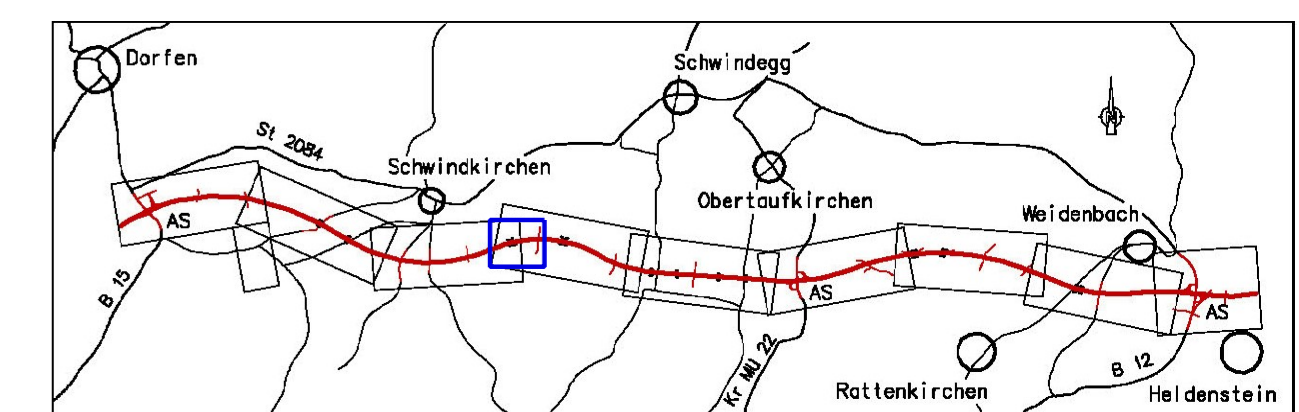 Dorfen
Schwindegg
St 2084
Schwindkirchen
Obertaufkirchen
Weidenbach
AS
B 15
AS
AS
Kr MÜ 22
Rattenkirchen
B 12
Heldenstein